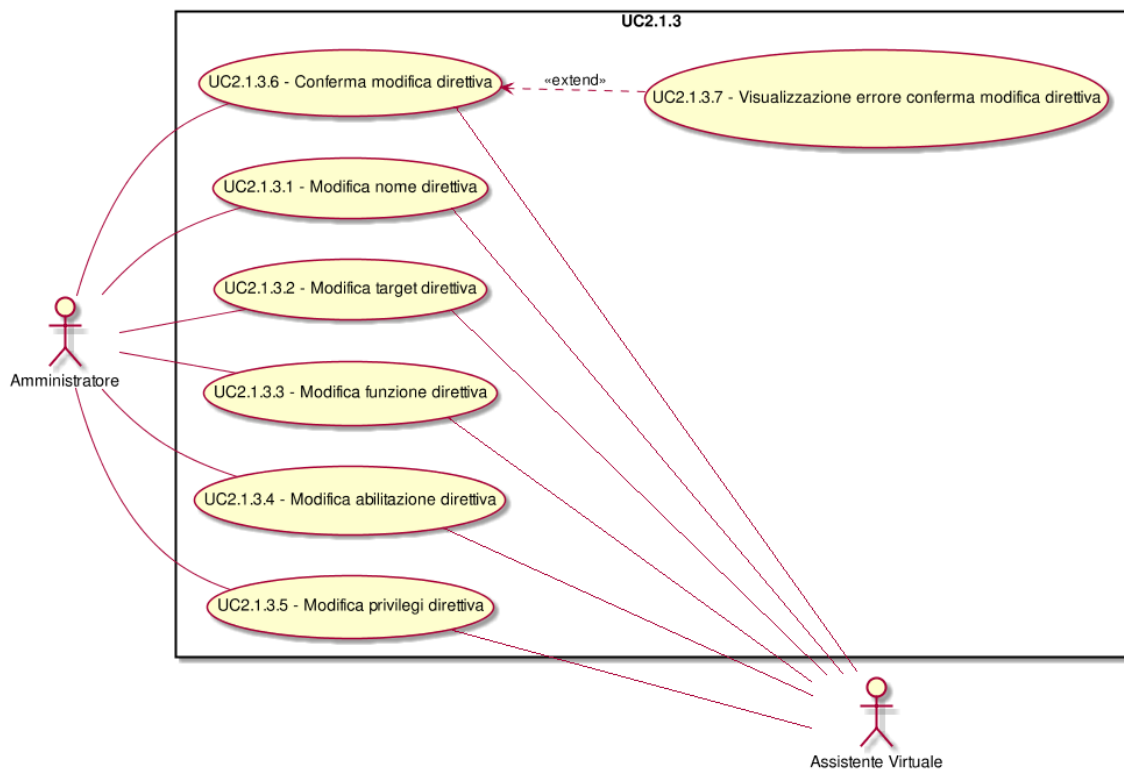 UC2.1.3
UC2.1.3.6 - Conferma modifica direttiva
«extend»
UC2.1.3.7 - Visualizzazione errore conferma modifica direttiva
UC2.1.3.1 - Modifica nome direttiva
UC2.1.3.2 - Modifica target direttiva
Amministratore
UC2.1.3.3 - Modifica funzione direttiva
UC2.1.3.4 - Modifica abilitazione direttiva
UC2.1.3.5 - Modifica privilegi direttiva
Assistente Virtuale